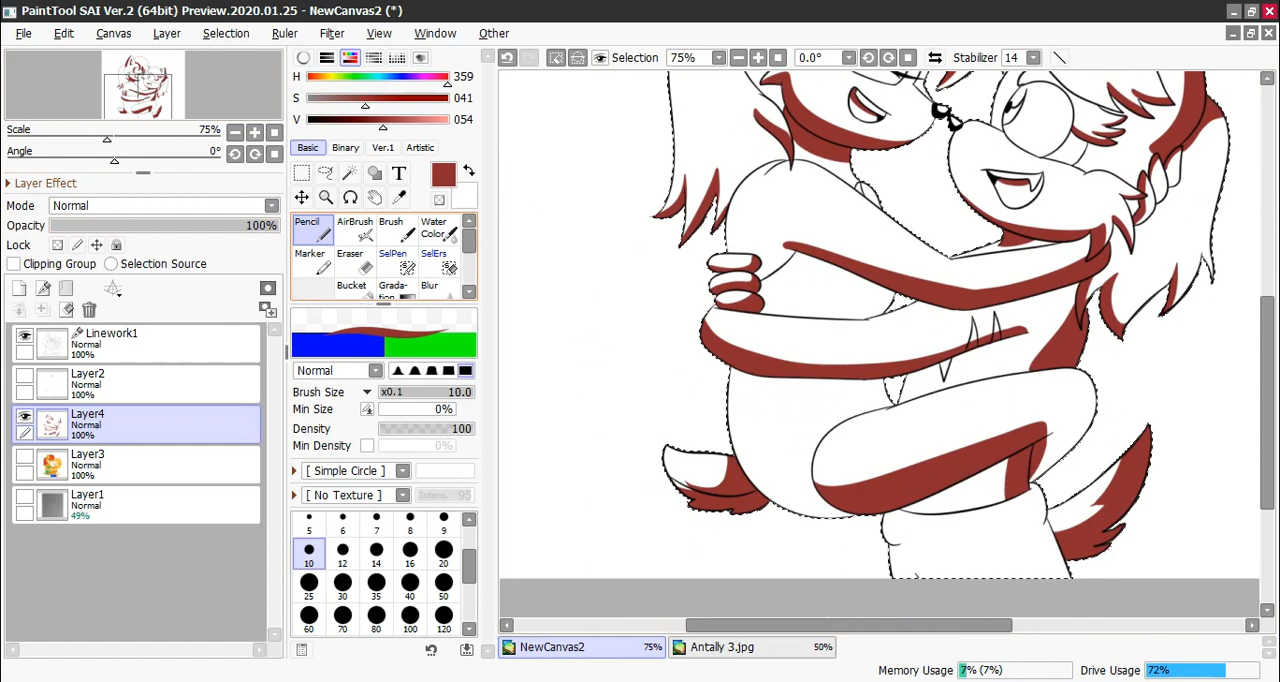 PaintTool SAI Ver.2 (64bit) Preview.2020.01.25 - NewCanvas2 (*)
File Edit Canvas Layer Selection Ruler Filter View Window Other
Selection 75% 0.0° Stabilizer 14
H 359
S 041
V 054
Scale 75%
Angle 0°
Layer Effect
Mode Normal
Opacity 100%
Lock
Clipping Group Selection Source
Linework1
Normal
100%
Layer2
Normal
100%
Layer4
Normal
100%
Layer3
Normal
100%
Layer1
Normal
49%
Basic Binary Ver.1 Artistic
T
Pencil AirBrush Brush Water Color
Marker Eraser SelPen SelErs
Bucket Grada-tion Blur
Normal
Brush Size x0.1 10.0
Min Size 0%
Density 100
Min Density 0%
[ Simple Circle ]
[ No Texture ] Intens. 95
5 6 7 8 9
10 12 14 16 20
25 30 35 40 50
60 70 80 100 120
NewCanvas2 75% Antally 3.jpg 50%
Memory Usage 7% (7%) Drive Usage 72%